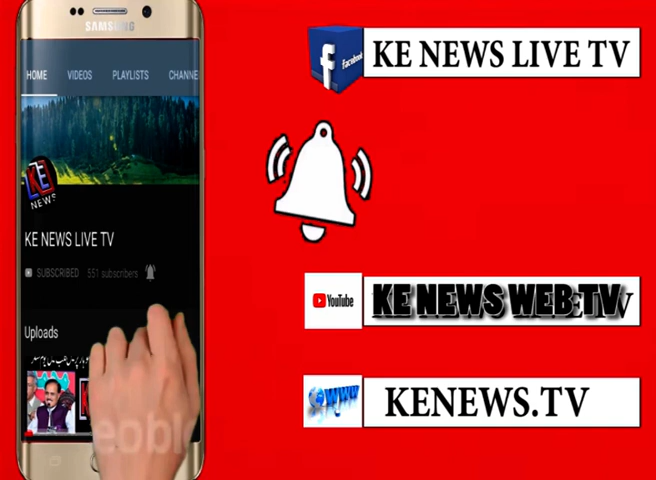 SAMSUNG
HOME VIDEOS PLAYLISTS CHANNE
KE
NEWS
KE NEWS LIVE TV
SUBSCRIBED 551 subscribers
Uploads
facebook
KE NEWS LIVE TV
YouTube
KE NEWS WEB TV
WWW
KENEWS.TV